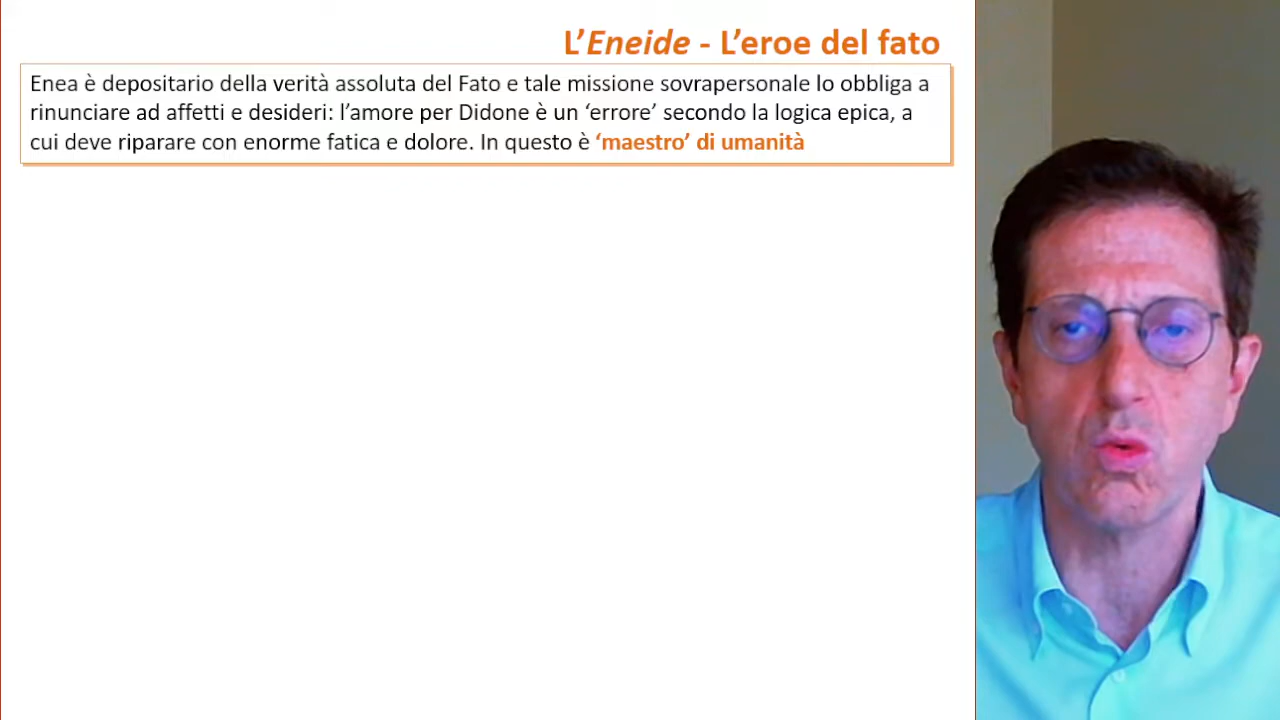 L’Eneide - L’eroe del fato
Enea è depositario della verità assoluta del Fato e tale missione sovrapersonale lo obbliga a
rinunciare ad affetti e desideri: l’amore per Didone è un ‘errore’ secondo la logica epica, a
cui deve riparare con enorme fatica e dolore. In questo è ‘maestro’ di umanità